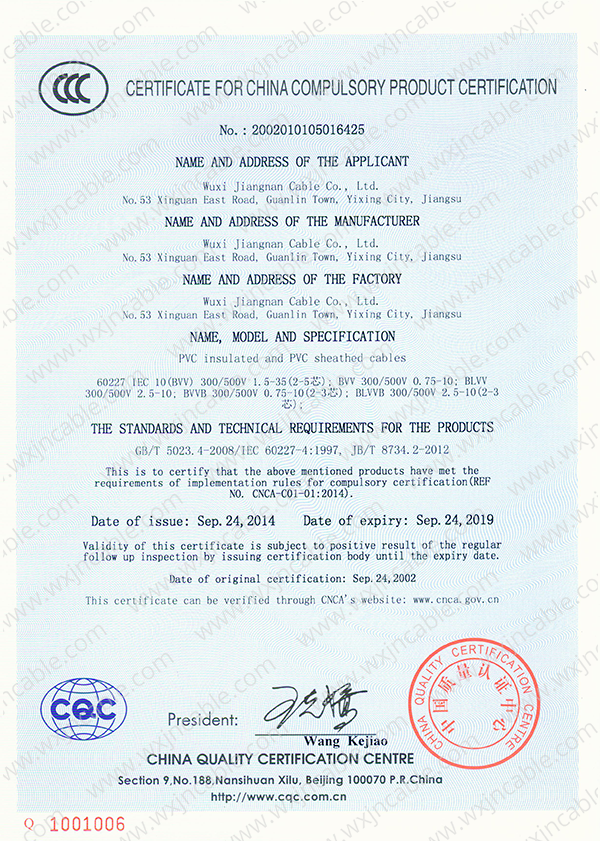 CCC
CERTIFICATE FOR CHINA COMPULSORY PRODUCT CERTIFICATION
No.: 2002010105016425
NAME AND ADDRESS OF THE APPLICANT
Wuxi Jiangnan Cable Co., Ltd.
No.53 Xinguan East Road, Guanlin Town, Yixing City, Jiangsu
NAME AND ADDRESS OF THE MANUFACTURER
Wuxi Jiangnan Cable Co., Ltd.
No.53 Xinguan East Road, Guanlin Town, Yixing City, Jiangsu
NAME AND ADDRESS OF THE FACTORY
Wuxi Jiangnan Cable Co., Ltd.
No.53 Xinguan East Road, Guanlin Town, Yixing City, Jiangsu
NAME, MODEL AND SPECIFICATION
PVC insulated and PVC sheathed cables
60227 IEC 10(BVV) 300/500V 1.5-35(2-5芯); BVV 300/500V 0.75-10; BLVV
300/500V 2.5-10; BVVB 300/500V 0.75-10(2-3芯); BLVVB 300/500V 2.5-10(2-3
芯);
THE STANDARDS AND TECHNICAL REQUIREMENTS FOR THE PRODUCTS
GB/T 5023.4-2008/IEC 60227-4:1997, JB/T 8734.2-2012
This is to certify that the above mentioned products have met the
requirements of implementation rules for compulsory certification(REF
NO. CNCA-C01-01:2014).
Date of issue: Sep.24,2014 Date of expiry: Sep.24,2019
Validity of this certificate is subject to positive result of the regular
follow up inspection by issuing certification body until the expiry date.
Date of original certification: Sep.24,2002
This certificate can be verified through CNCA's website: www.cnca.gov.cn
CQC
President:
Wang Kejiao
CHINA QUALITY CERTIFICATION CENTRE
中国质量认证中心
CHINA QUALITY CERTIFICATION CENTRE
Section 9,No.188,Nansihuan Xilu, Beijing 100070 P.R.China
http://www.cqc.com.cn
Q 1001006
www.wxjncable.com